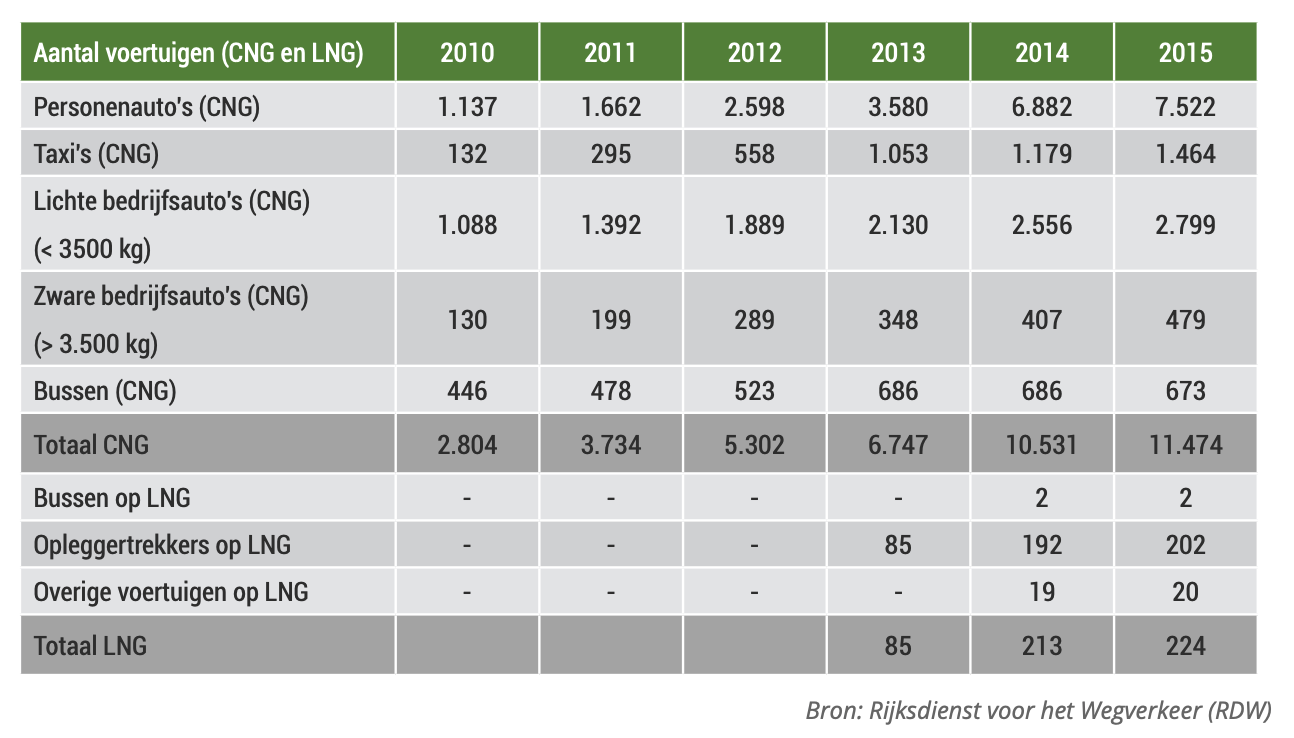 Aantal voertuigen (CNG en LNG) 2010 2011 2012 2013 2014 2015
Personenauto's (CNG) 1.137 1.662 2.598 3.580 6.882 7.522
Taxi's (CNG) 132 295 558 1.053 1.179 1.464
Lichte bedrijfsauto's (CNG)
(< 3500 kg) 1.088 1.392 1.889 2.130 2.556 2.799
Zware bedrijfsauto's (CNG)
(> 3.500 kg) 130 199 289 348 407 479
Bussen (CNG) 446 478 523 686 686 673
Totaal CNG 2.804 3.734 5.302 6.747 10.531 11.474
Bussen op LNG - - - - 2 2
Opleggertrekkers op LNG - - - 85 192 202
Overige voertuigen op LNG - - - - 19 20
Totaal LNG 85 213 224
Bron: Rijksdienst voor het Wegverkeer (RDW)